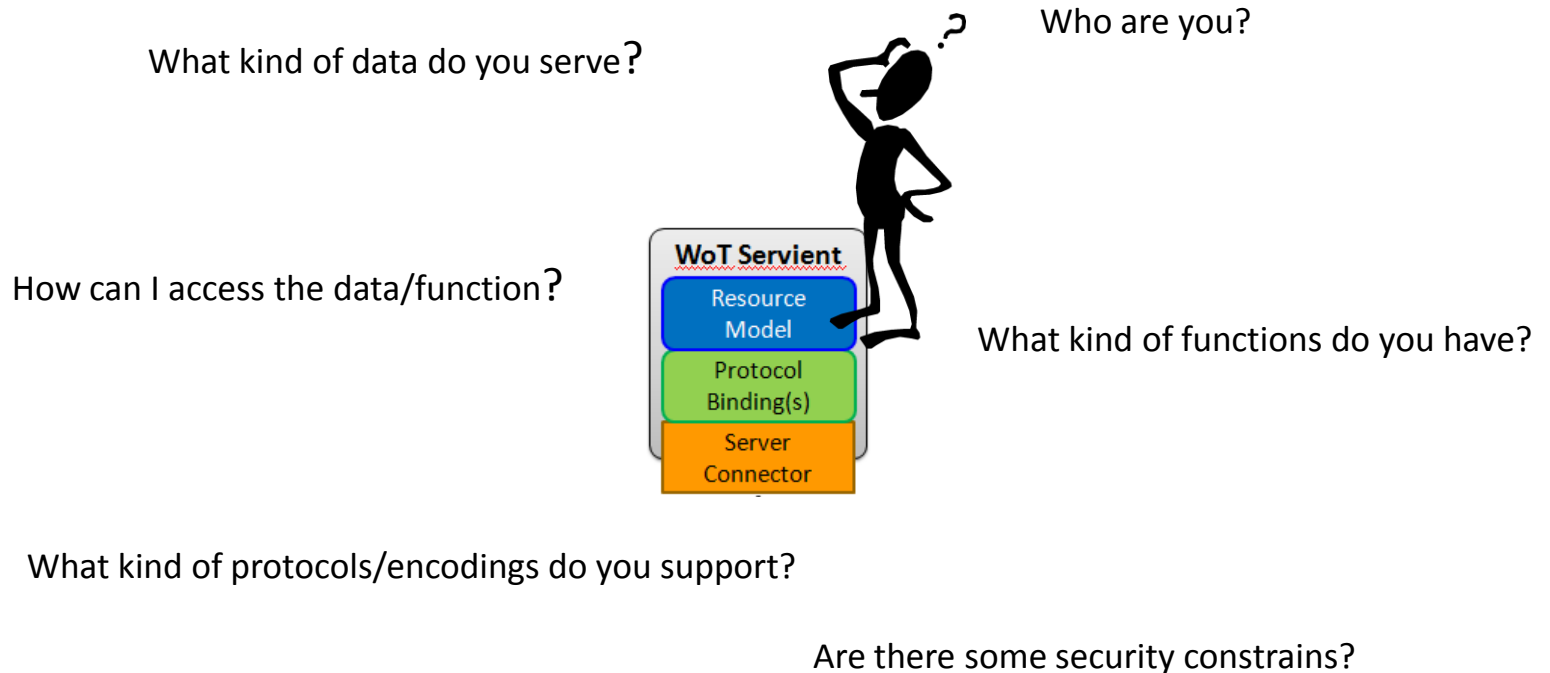 Who are you?
What kind of data do you serve?
WoT Servient
How can I access the data/function?
Resource
Model
What kind of functions do you have?
Protocol
Binding(s)
Server
Connector
What kind of protocols/encodings do you support?
Are there some security constrains?